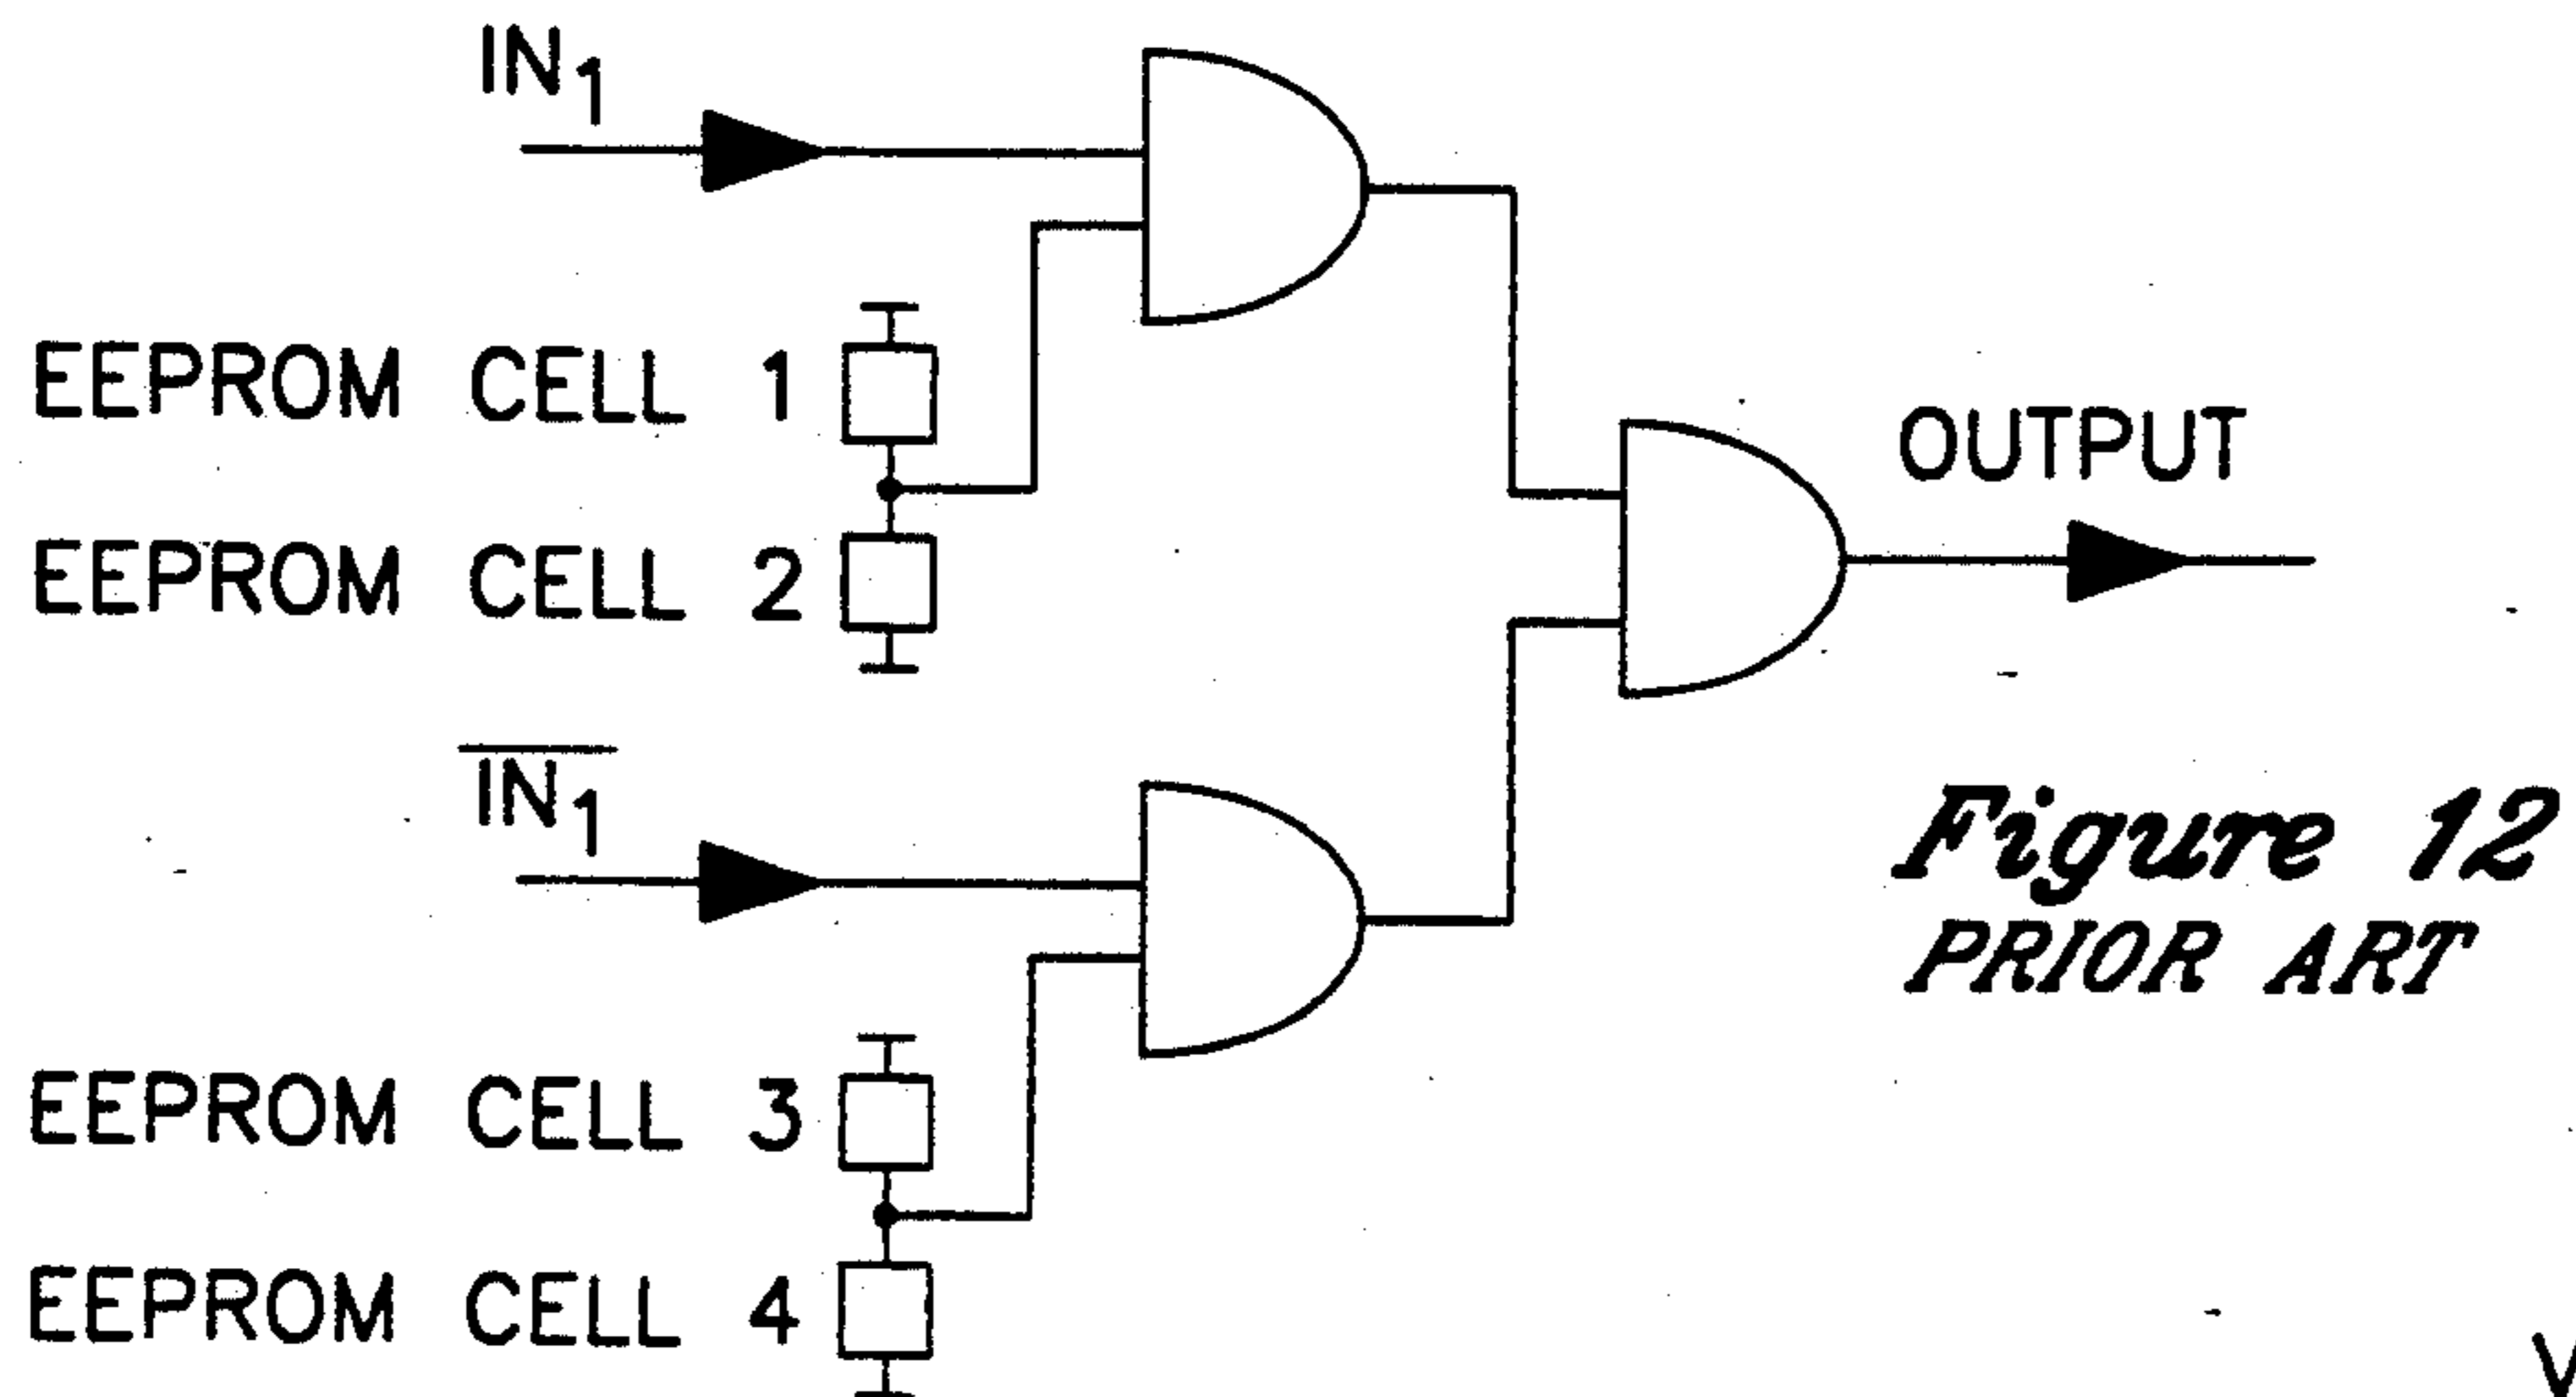 IN1
EEPROM CELL 1
OUTPUT
EEPROM CELL 2
IN1
Figure 12
PRIOR ART
EEPROM CELL 3
EEPROM CELL 4